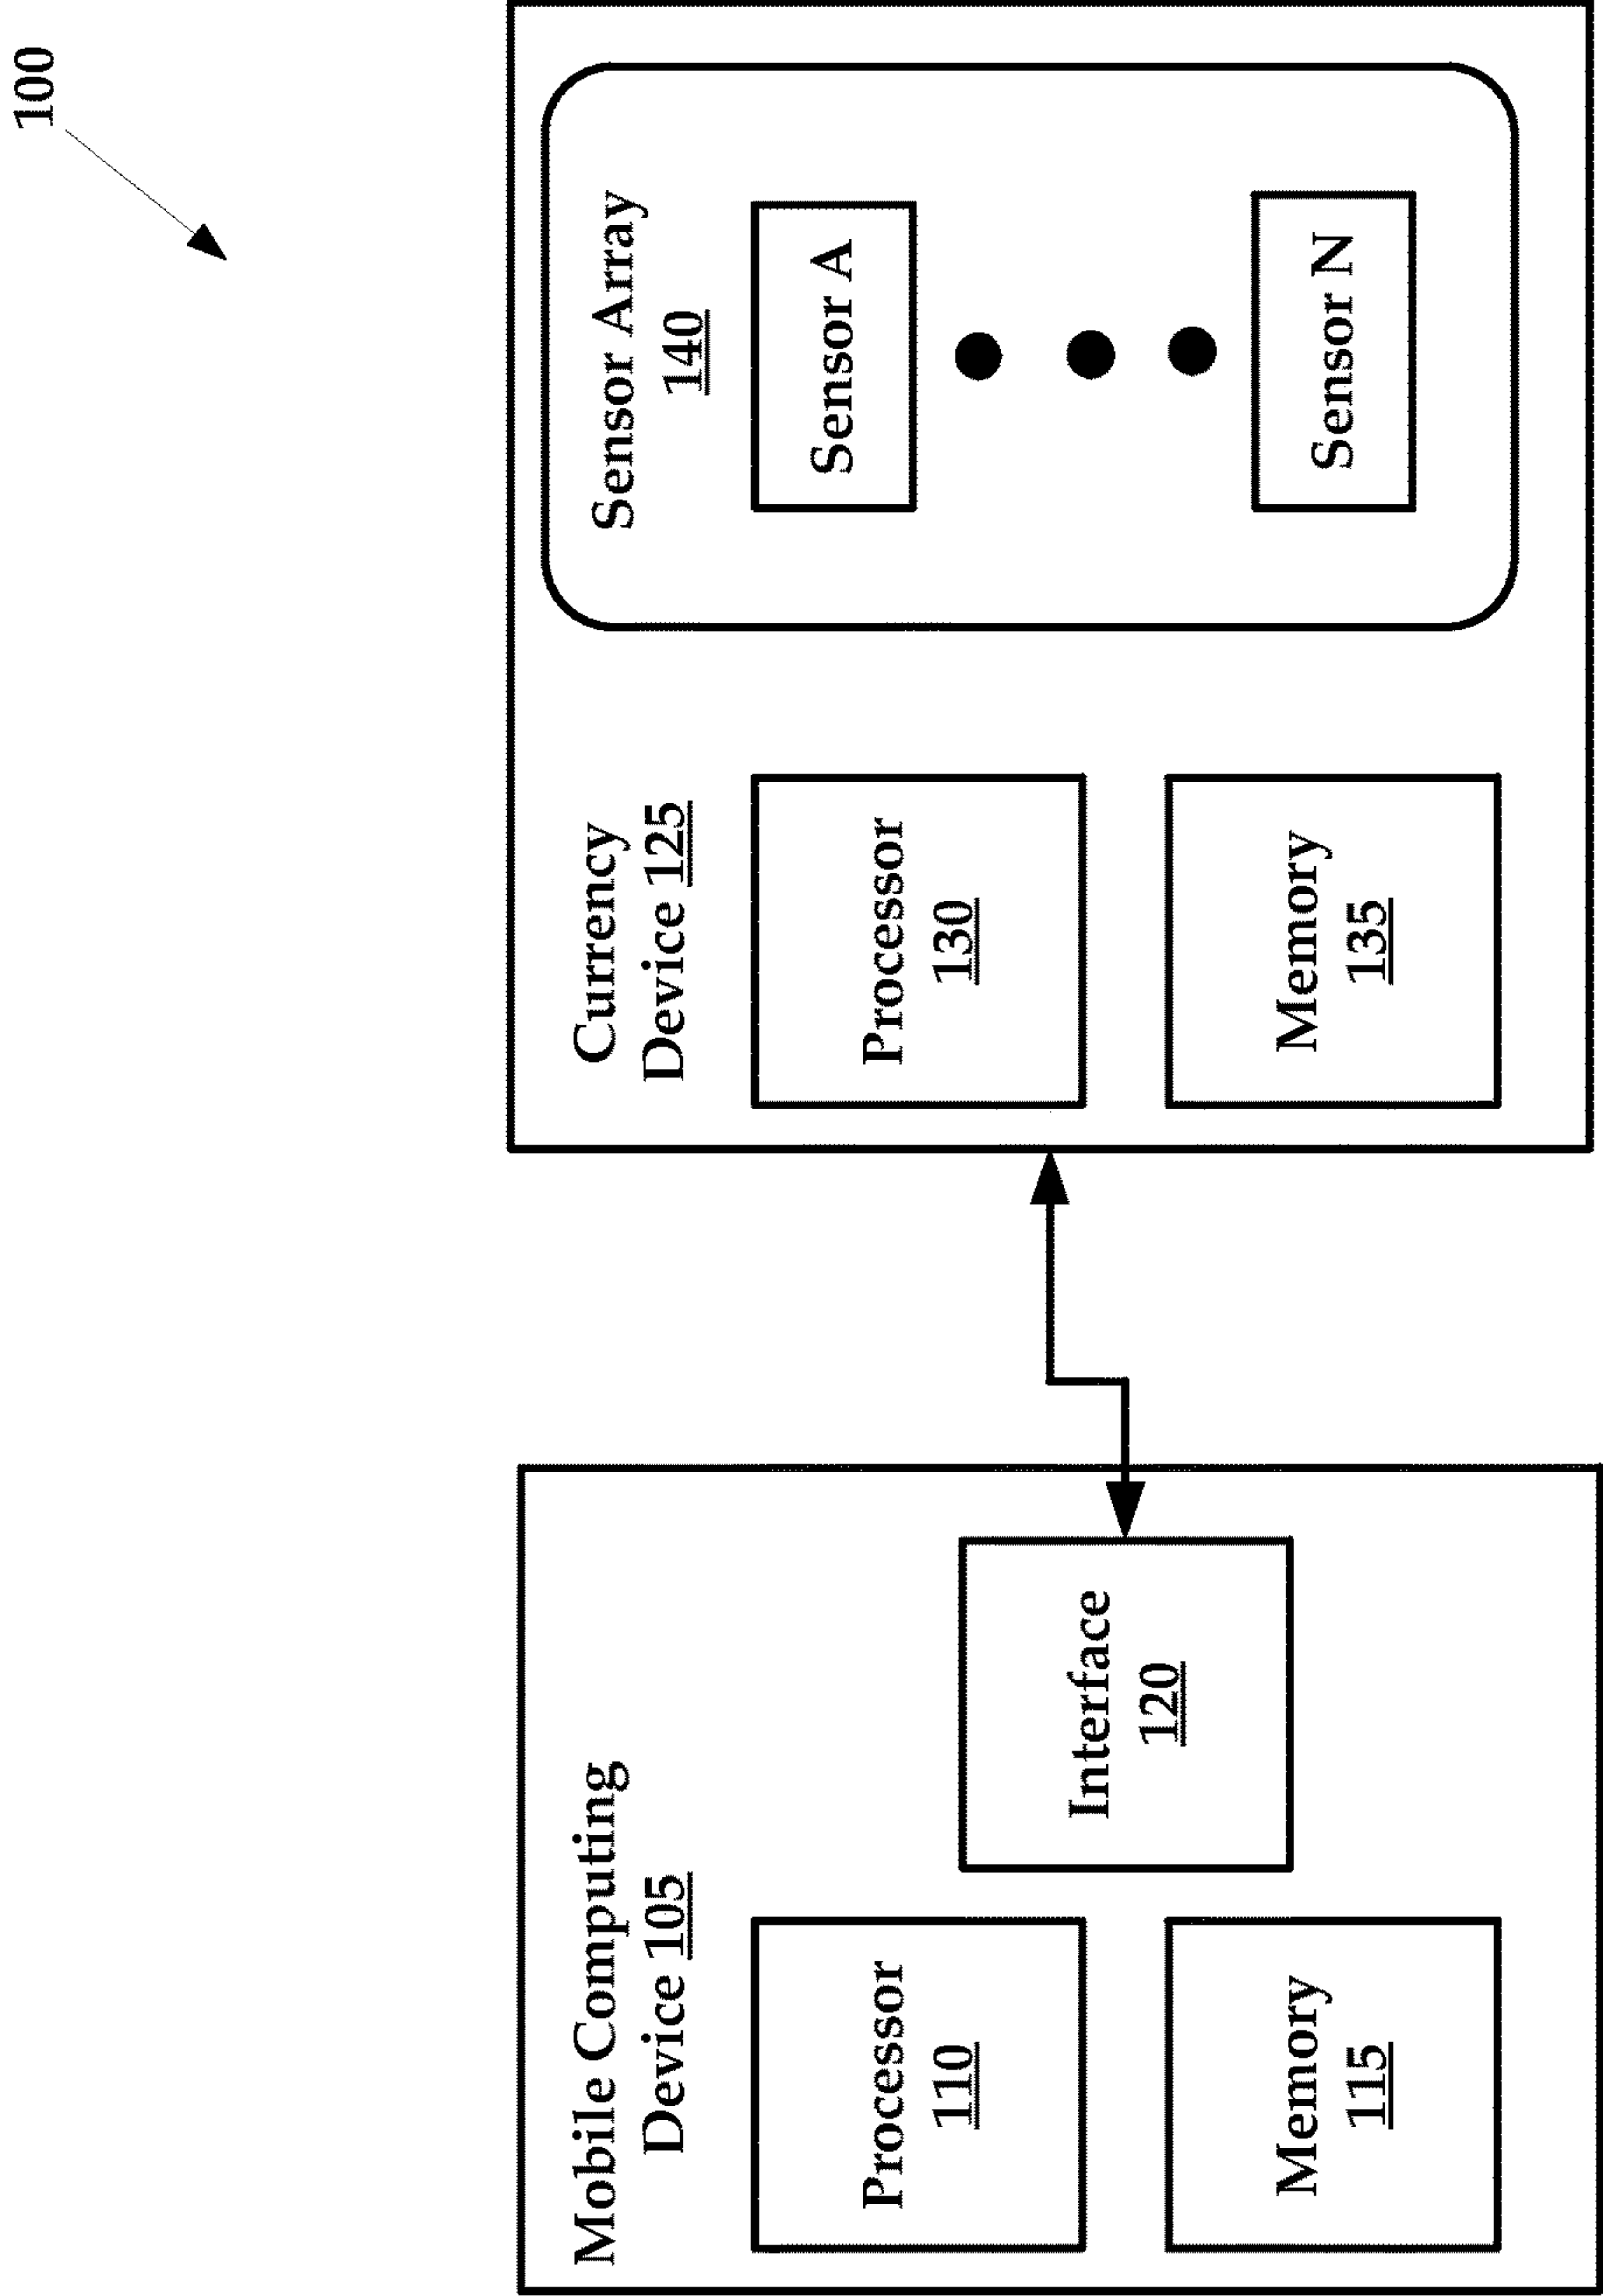 100
Mobile Computing
Device 105
Processor
110
Memory
115
Interface
120
Currency
Device 125
Processor
130
Memory
135
Sensor Array
140
Sensor A
Sensor N